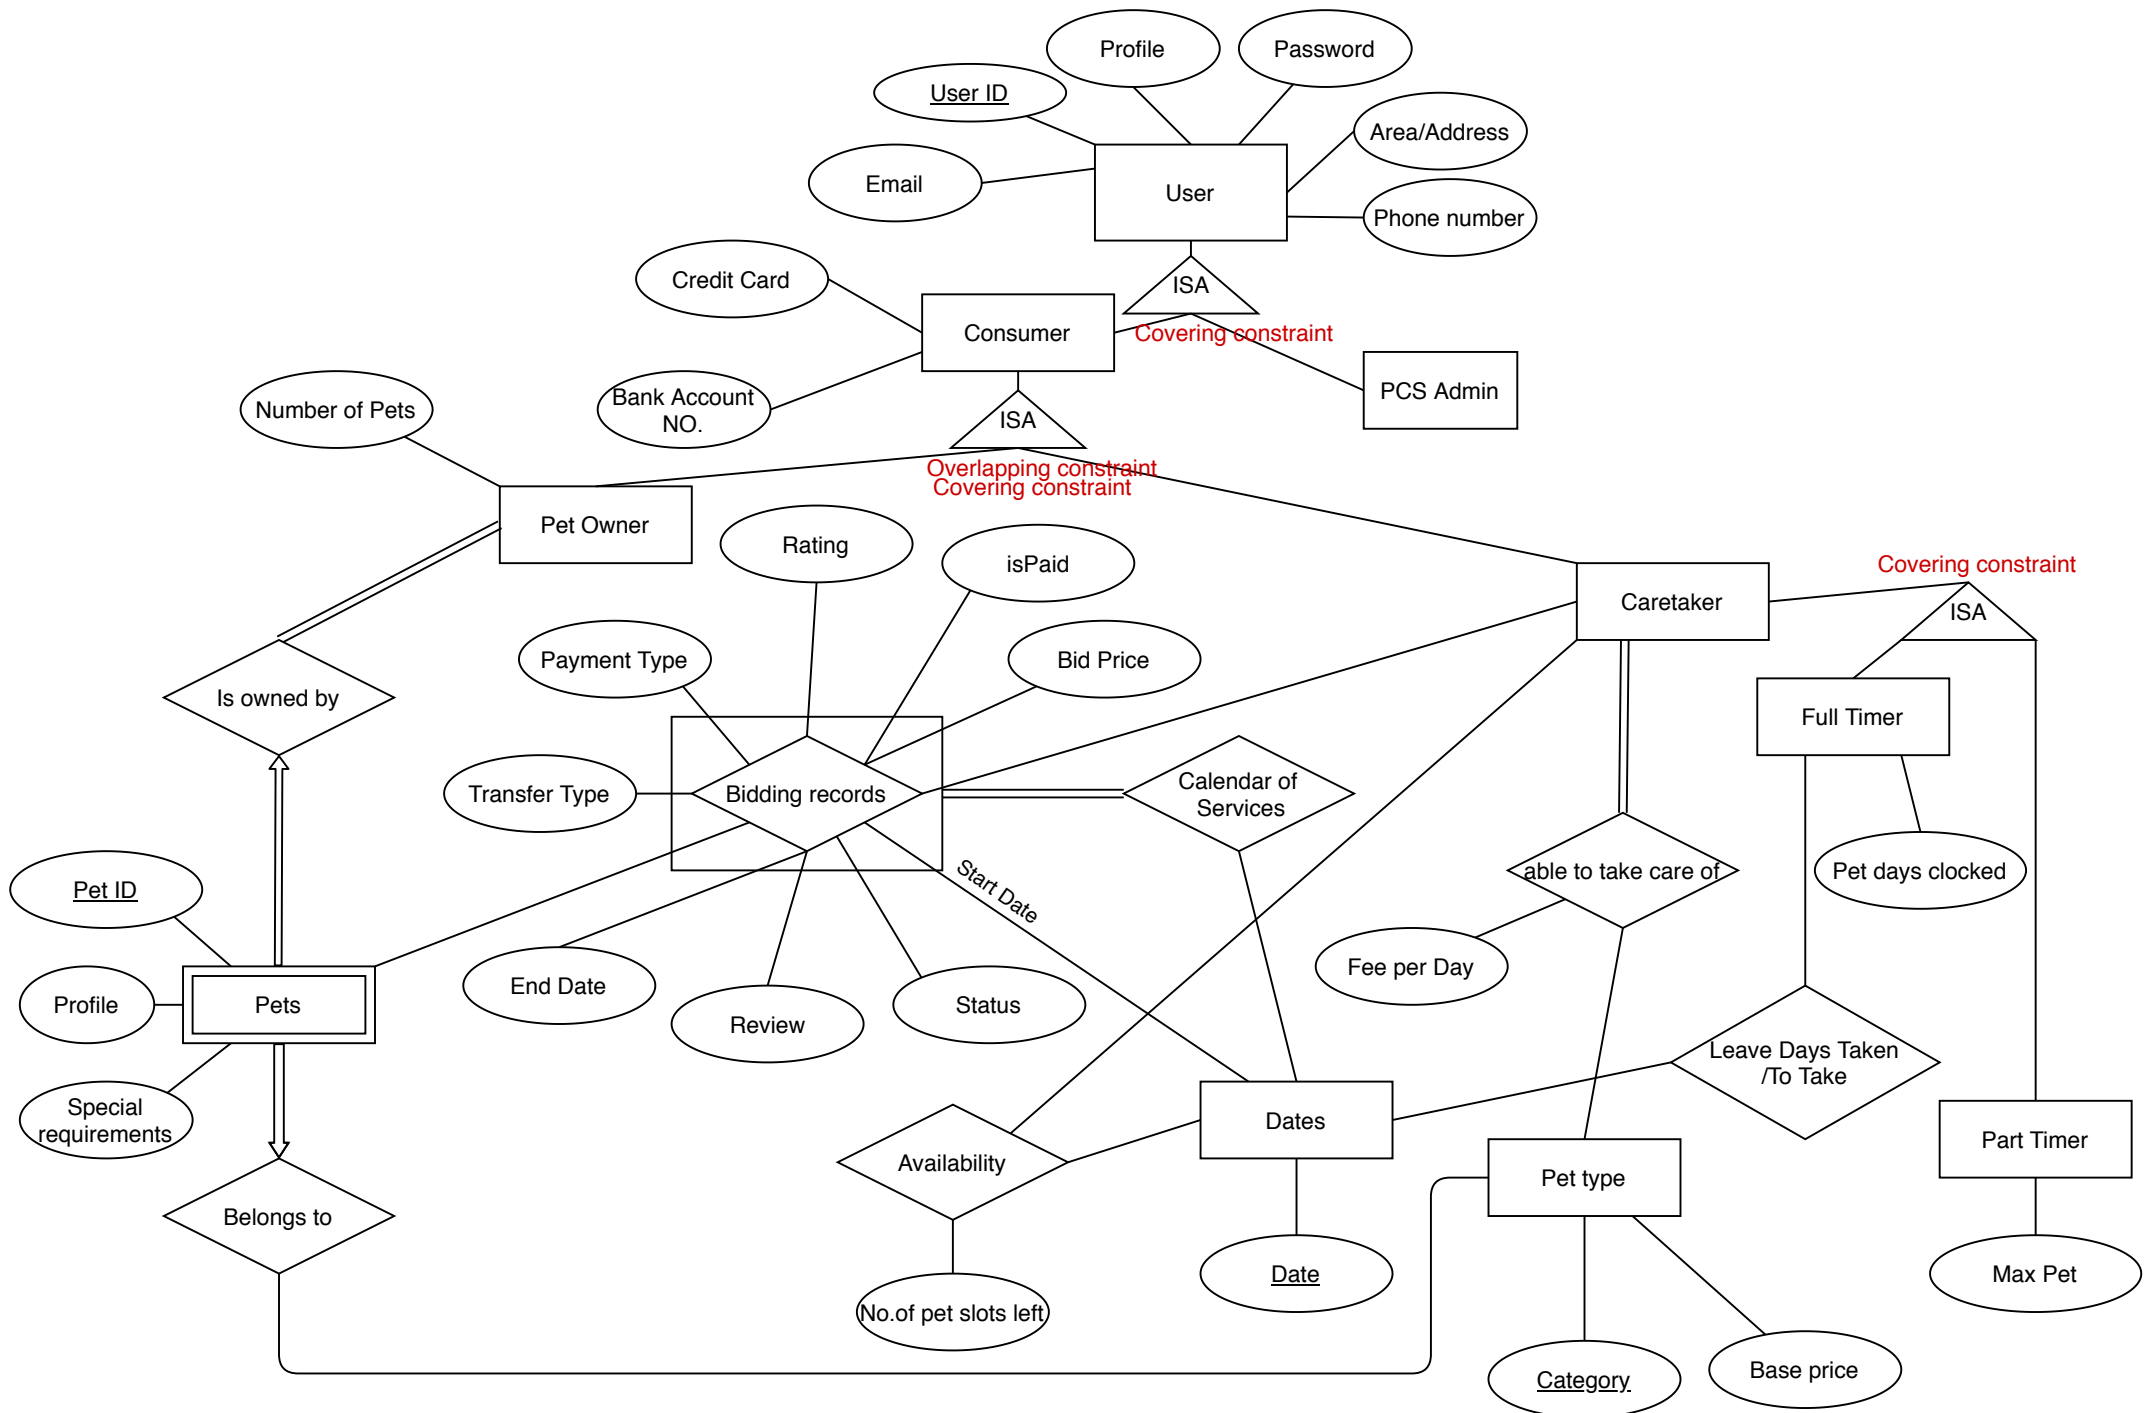 Profile
Password
User ID
Area/Address
Email
User
Phone number
Credit Card
ISA
Consumer
Covering constraint
PCS Admin
Number of Pets
Bank Account
NO.
ISA
Overlapping constraint
Covering constraint
Pet Owner
Rating
isPaid
Covering constraint
Caretaker
ISA
Payment Type
Bid Price
Is owned by
Full Timer
Transfer Type
Bidding records
Calendar of
Services
able to take care of
Pet days clocked
Start Date
Pet ID
Fee per Day
End Date
Profile
Pets
Review
Status
Leave Days Taken
/To Take
Special
requirements
Dates
Part Timer
Availability
Pet type
Belongs to
Date
Max Pet
No.of pet slots left
Category
Base price